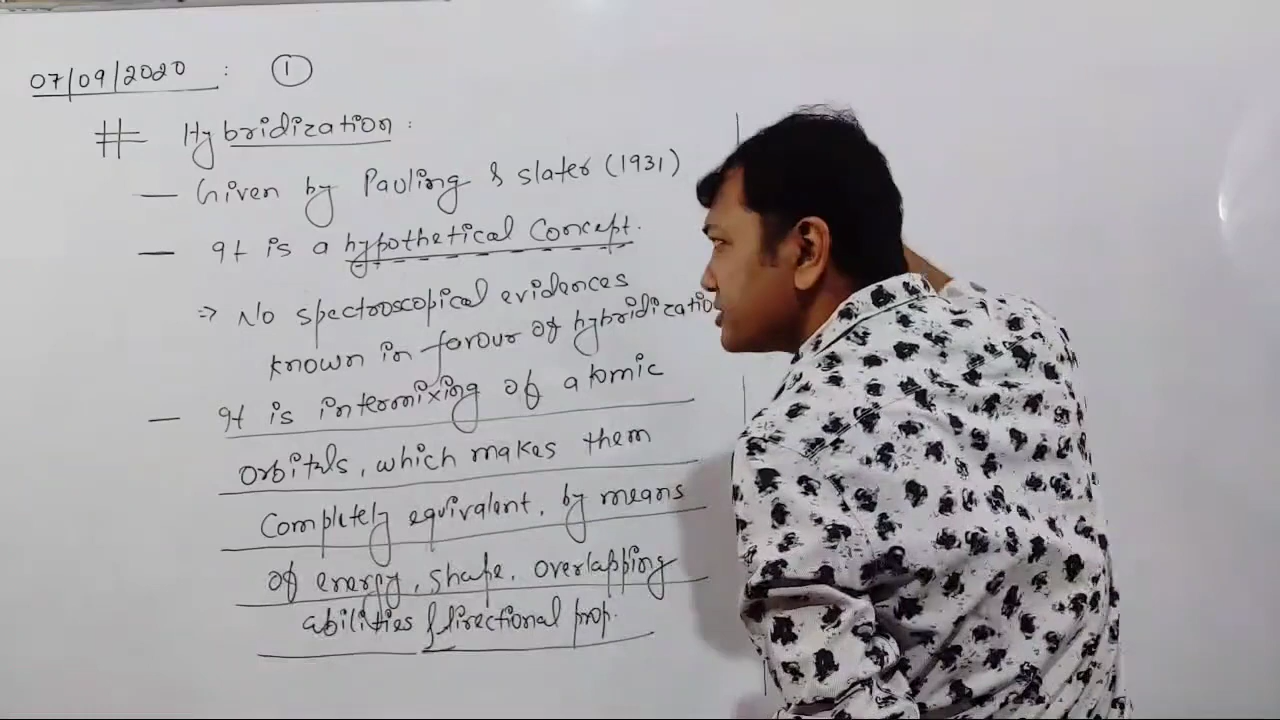 07/09/2020 : ①
# Hybridization :
— Given by Pauling & slater (1931)
— It is a hypothetical concept.
⇒ No spectroscopical evidences
known in favour of hybridization
— It is intermixing of atomic
orbitals, which makes them
completely equivalent, by means
of energy, shape, overlapping
abilities & directional prop.